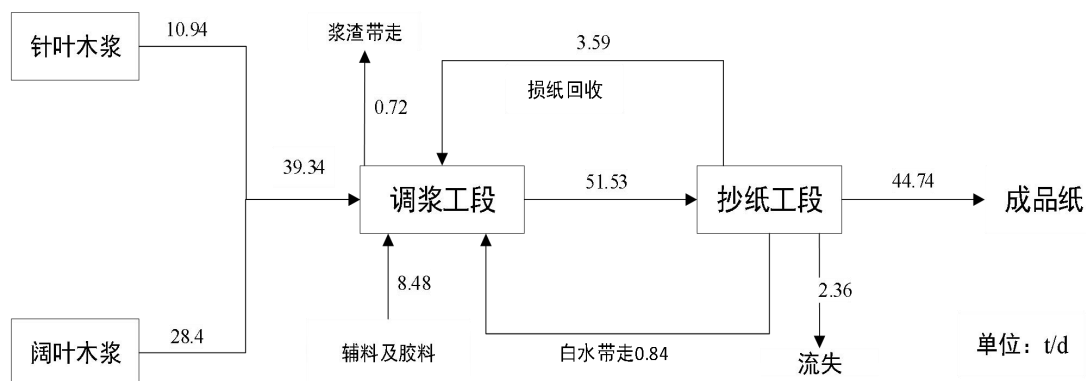 针叶木浆
10.94
浆渣带走
3.59
损纸回收
0.72
39.34
调浆工段
51.53
抄纸工段
44.74
成品纸
8.48
2.36
阔叶木浆
28.4
辅料及胶料
白水带走0.84
流失
单位：t/d